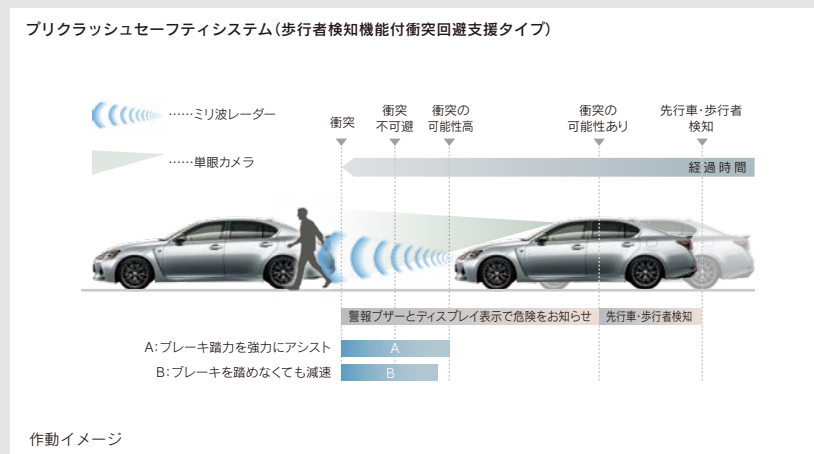 プリクラッシュセーフティシステム（歩行者検知機能付衝突回避支援タイプ）
……ミリ波レーダー
……単眼カメラ
衝突
衝突
不可避
衝突の
可能性高
衝突の
可能性あり
先行車・歩行者
検知
経過時間
警報ブザーとディスプレイ表示で危険をお知らせ
先行車・歩行者検知
A：ブレーキ踏力を強力にアシスト
A
B：ブレーキを踏めなくても減速
B
作動イメージ